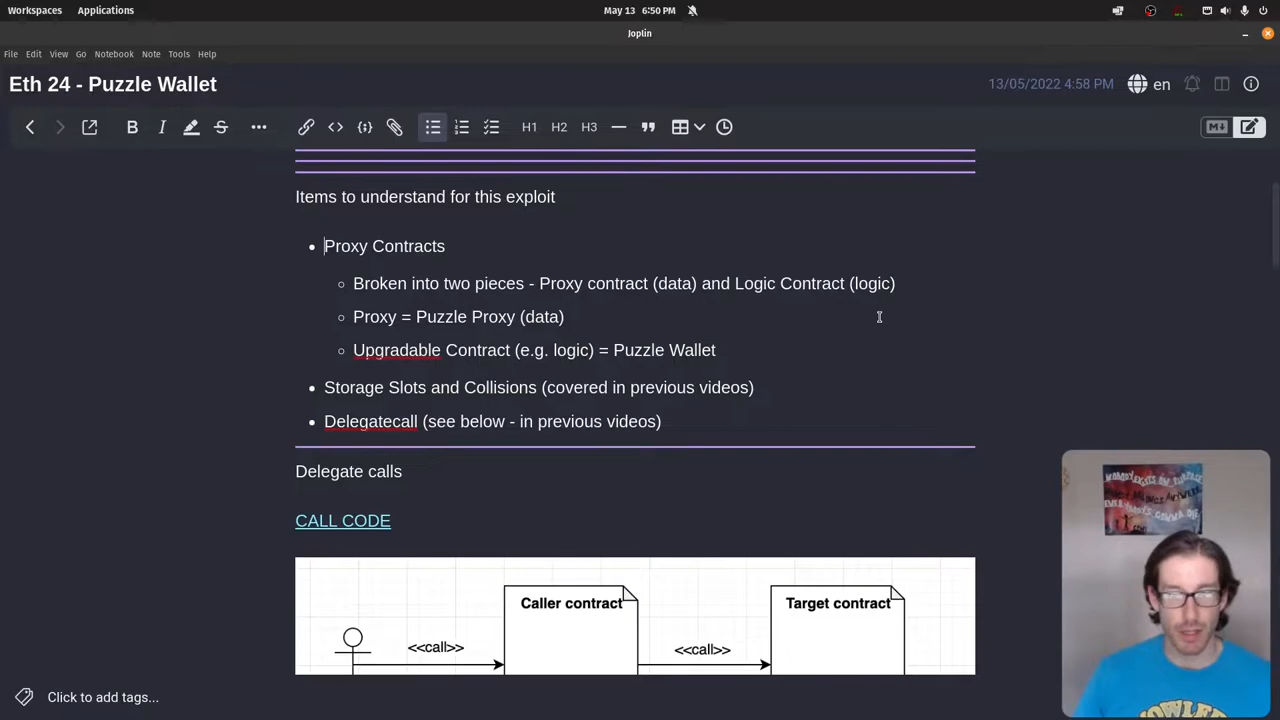 Workspaces Applications May 13 6:50 PM
Joplin
File Edit View Go Notebook Note Tools Help
Eth 24 - Puzzle Wallet 13/05/2022 4:58 PM en
B I S H1 H2 H3 M
Items to understand for this exploit
Proxy Contracts
Broken into two pieces - Proxy contract (data) and Logic Contract (logic)
Proxy = Puzzle Proxy (data)
Upgradable Contract (e.g. logic) = Puzzle Wallet
Storage Slots and Collisions (covered in previous videos)
Delegatecall (see below - in previous videos)
Delegate calls
CALL CODE
Caller contract Target contract
<<call>> <<call>>
NOBODY EXISTS ON PURPOSE
Click to add tags...